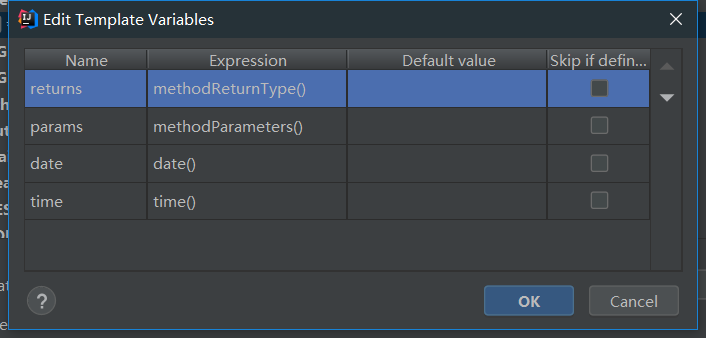 Edit Template Variables
Name Expression Default value Skip if defin...
returns methodReturnType()
params methodParameters()
date date()
time time()
? OK Cancel